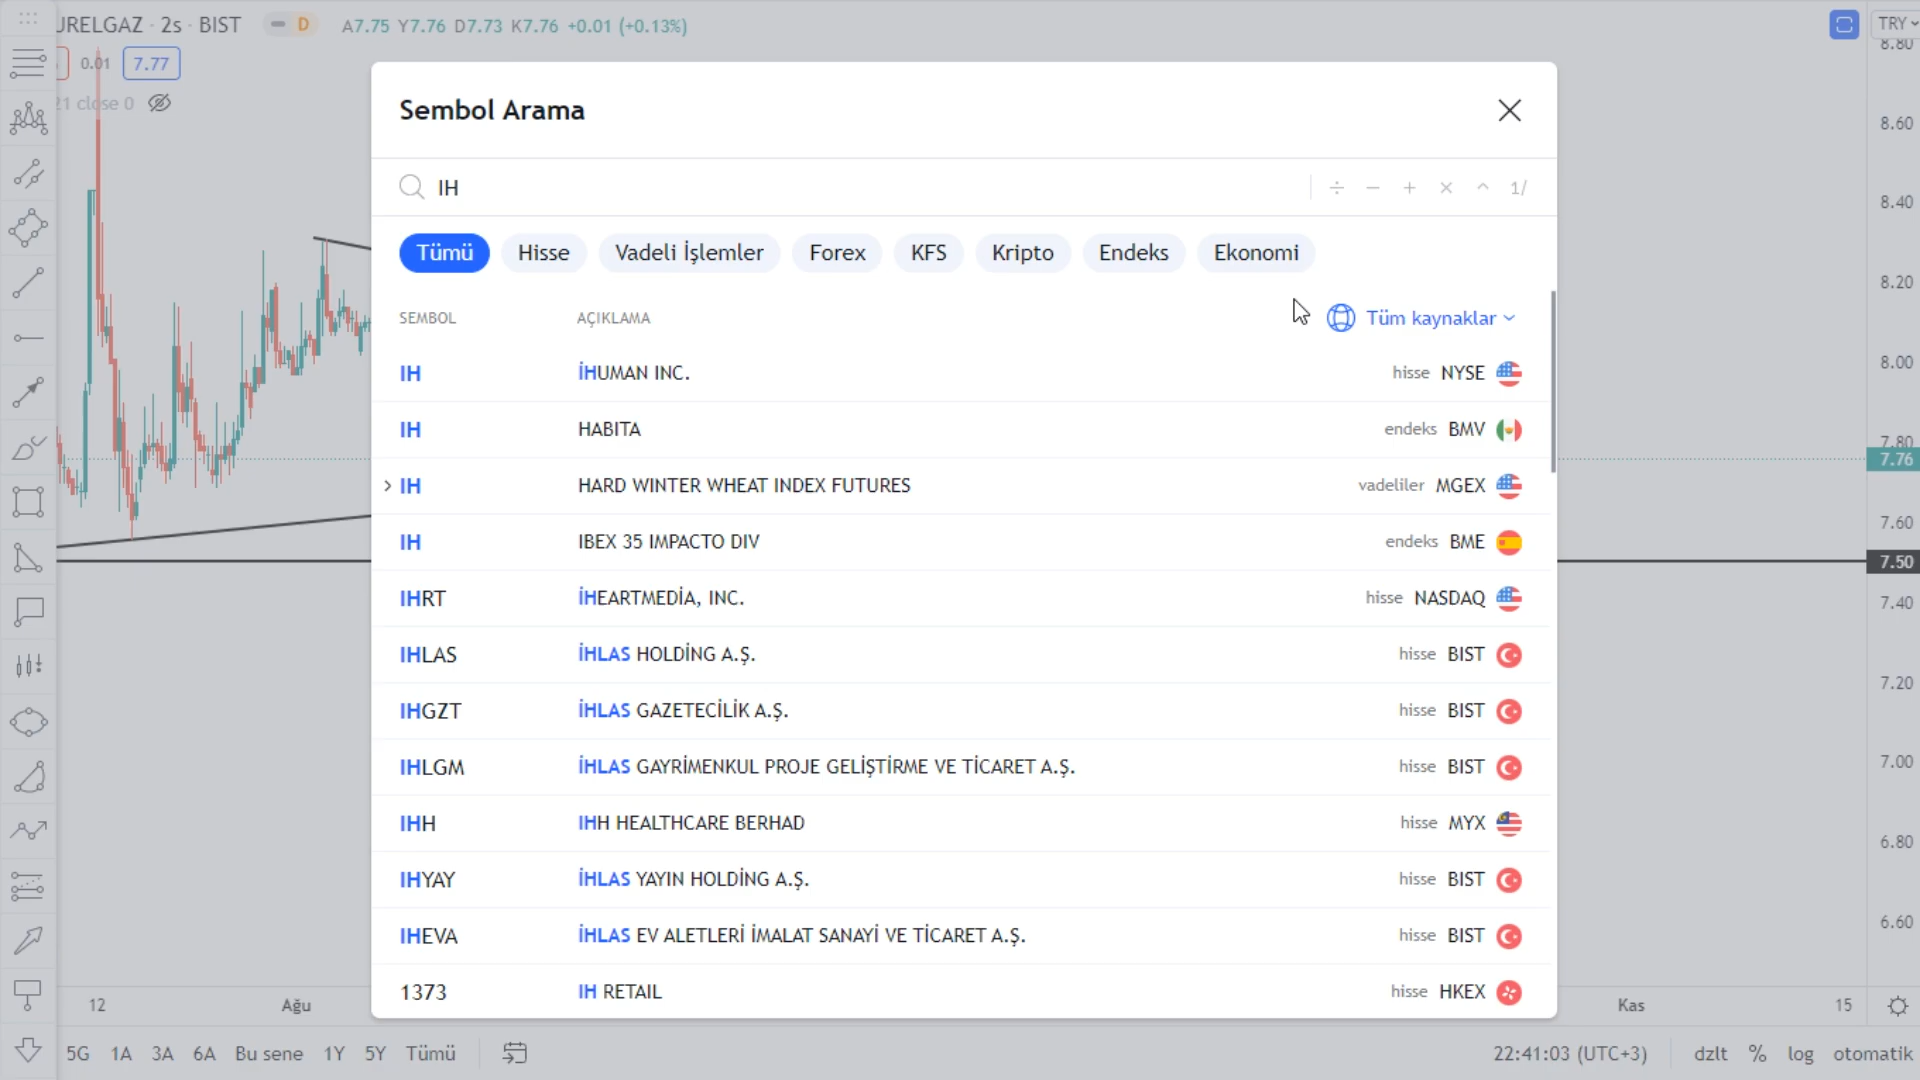 URELGAZ · 2s · BIST D A7.75 Y7.76 D7.73 K7.76 +0.01 (+0.13%) TRY
0.01 7.77
21 close 0
Sembol Arama
IH ÷ − + × ^ 1/
Tümü Hisse Vadeli İşlemler Forex KFS Kripto Endeks Ekonomi
SEMBOL AÇIKLAMA Tüm kaynaklar
IH İHUMAN INC. hisse NYSE
IH HABITA endeks BMV
IH HARD WINTER WHEAT INDEX FUTURES vadeliler MGEX
IH IBEX 35 IMPACTO DIV endeks BME
IHRT İHEARTMEDİA, INC. hisse NASDAQ
IHLAS İHLAS HOLDİNG A.Ş. hisse BIST
IHGZT İHLAS GAZETECİLİK A.Ş. hisse BIST
IHLGM İHLAS GAYRİMENKUL PROJE GELİŞTİRME VE TİCARET A.Ş. hisse BIST
IHH IHH HEALTHCARE BERHAD hisse MYX
IHYAY İHLAS YAYIN HOLDİNG A.Ş. hisse BIST
IHEVA İHLAS EV ALETLERİ İMALAT SANAYİ VE TİCARET A.Ş. hisse BIST
1373 IH RETAIL hisse HKEX
8.80
8.60
8.40
8.20
8.00
7.80
7.76
7.60
7.50
7.40
7.20
7.00
6.80
6.60
12 Ağu Kas 15
5G 1A 3A 6A Bu sene 1Y 5Y Tümü 22:41:03 (UTC+3) dzlt % log otomatik